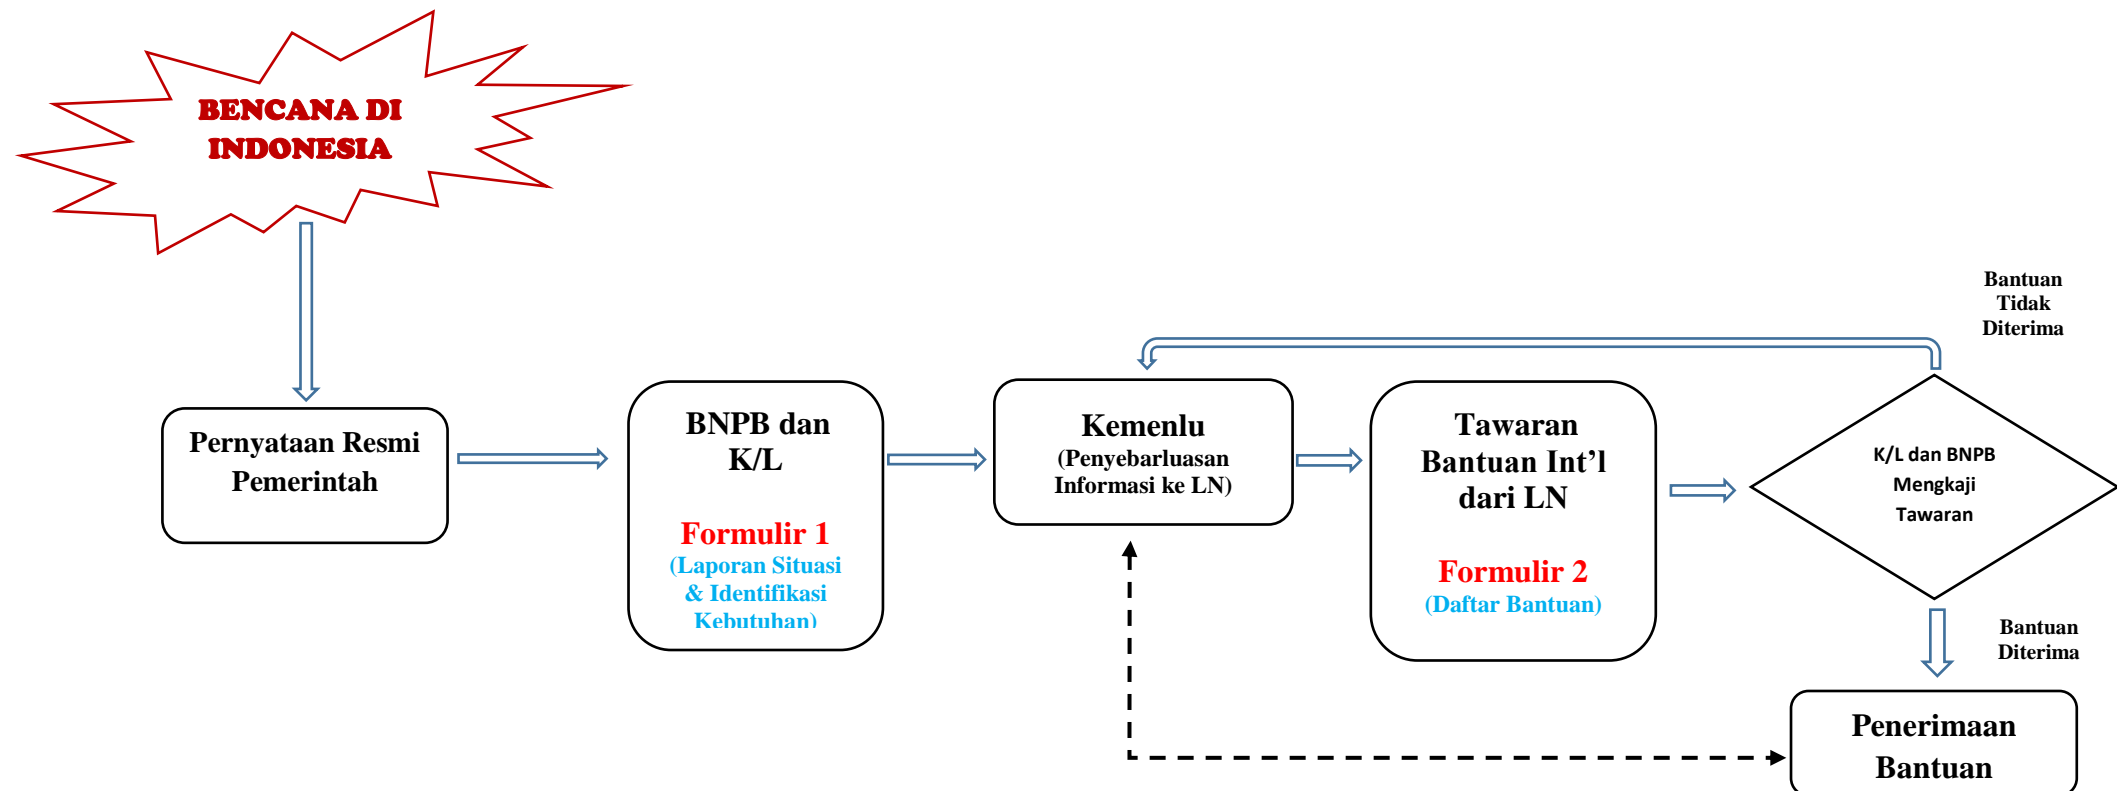 BENCANA DI
INDONESIA
Pernyataan Resmi
Pemerintah
BNPB dan
K/L
Formulir 1
(Laporan Situasi
& Identifikasi
Kebutuhan)
Kemenlu
(Penyebarluasan
Informasi ke LN)
Tawaran
Bantuan Int’l
dari LN
Formulir 2
(Daftar Bantuan)
Bantuan
Tidak
Diterima
K/L dan BNPB
Mengkaji
Tawaran
Bantuan
Diterima
Penerimaan
Bantuan